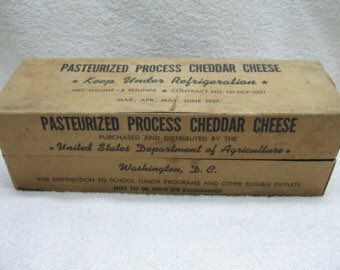 PASTEURIZED PROCESS CHEDDAR CHEESE
★ Keep Under Refrigeration ★
NET WEIGHT - 5 POUNDS ★ CONTRACT NO.
MAR., APR., MAY, JUNE 1957
PASTEURIZED PROCESS CHEDDAR CHEESE
PURCHASED AND DISTRIBUTED BY THE
★ United States Department of Agriculture ★
Washington, D. C.
FOR DISTRIBUTION TO SCHOOL LUNCH PROGRAMS AND OTHER ELIGIBLE OUTLETS
NOT TO BE SOLD OR EXCHANGED